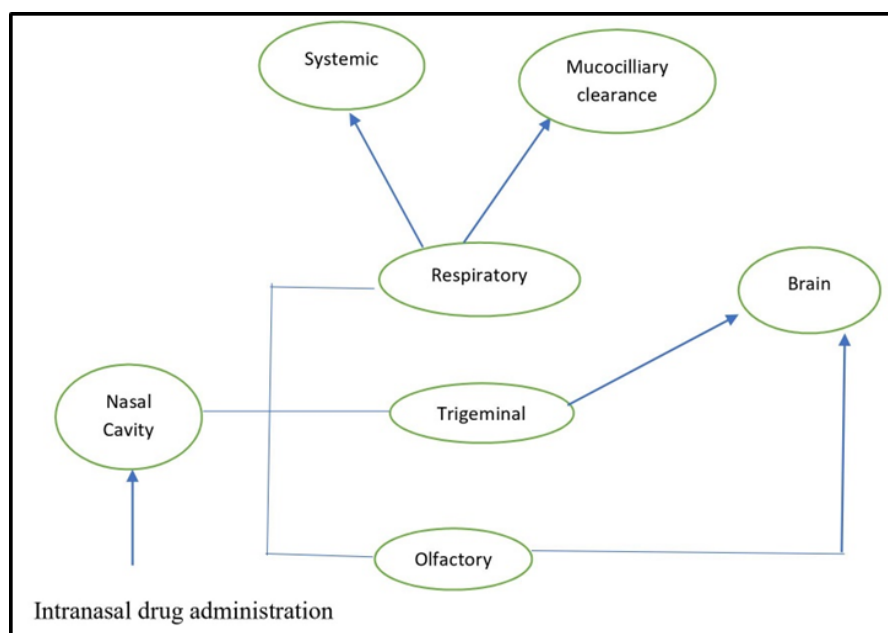 Systemic
Mucocilliary
clearance
Respiratory
Brain
Nasal
Cavity
Trigeminal
Olfactory
Intranasal drug administration